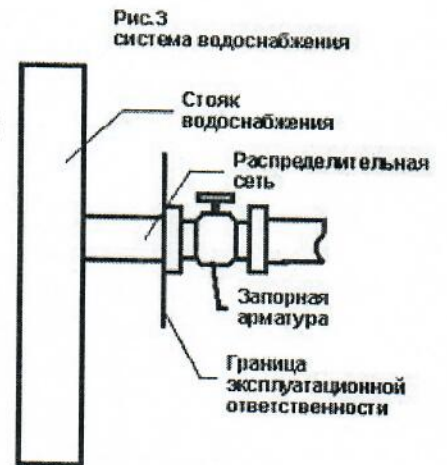 Рис.3
система водоснабжения
Стояк
водоснабжения
Распределительная
сеть
Запорная
арматура
Граница
эксплуатационной
ответственности